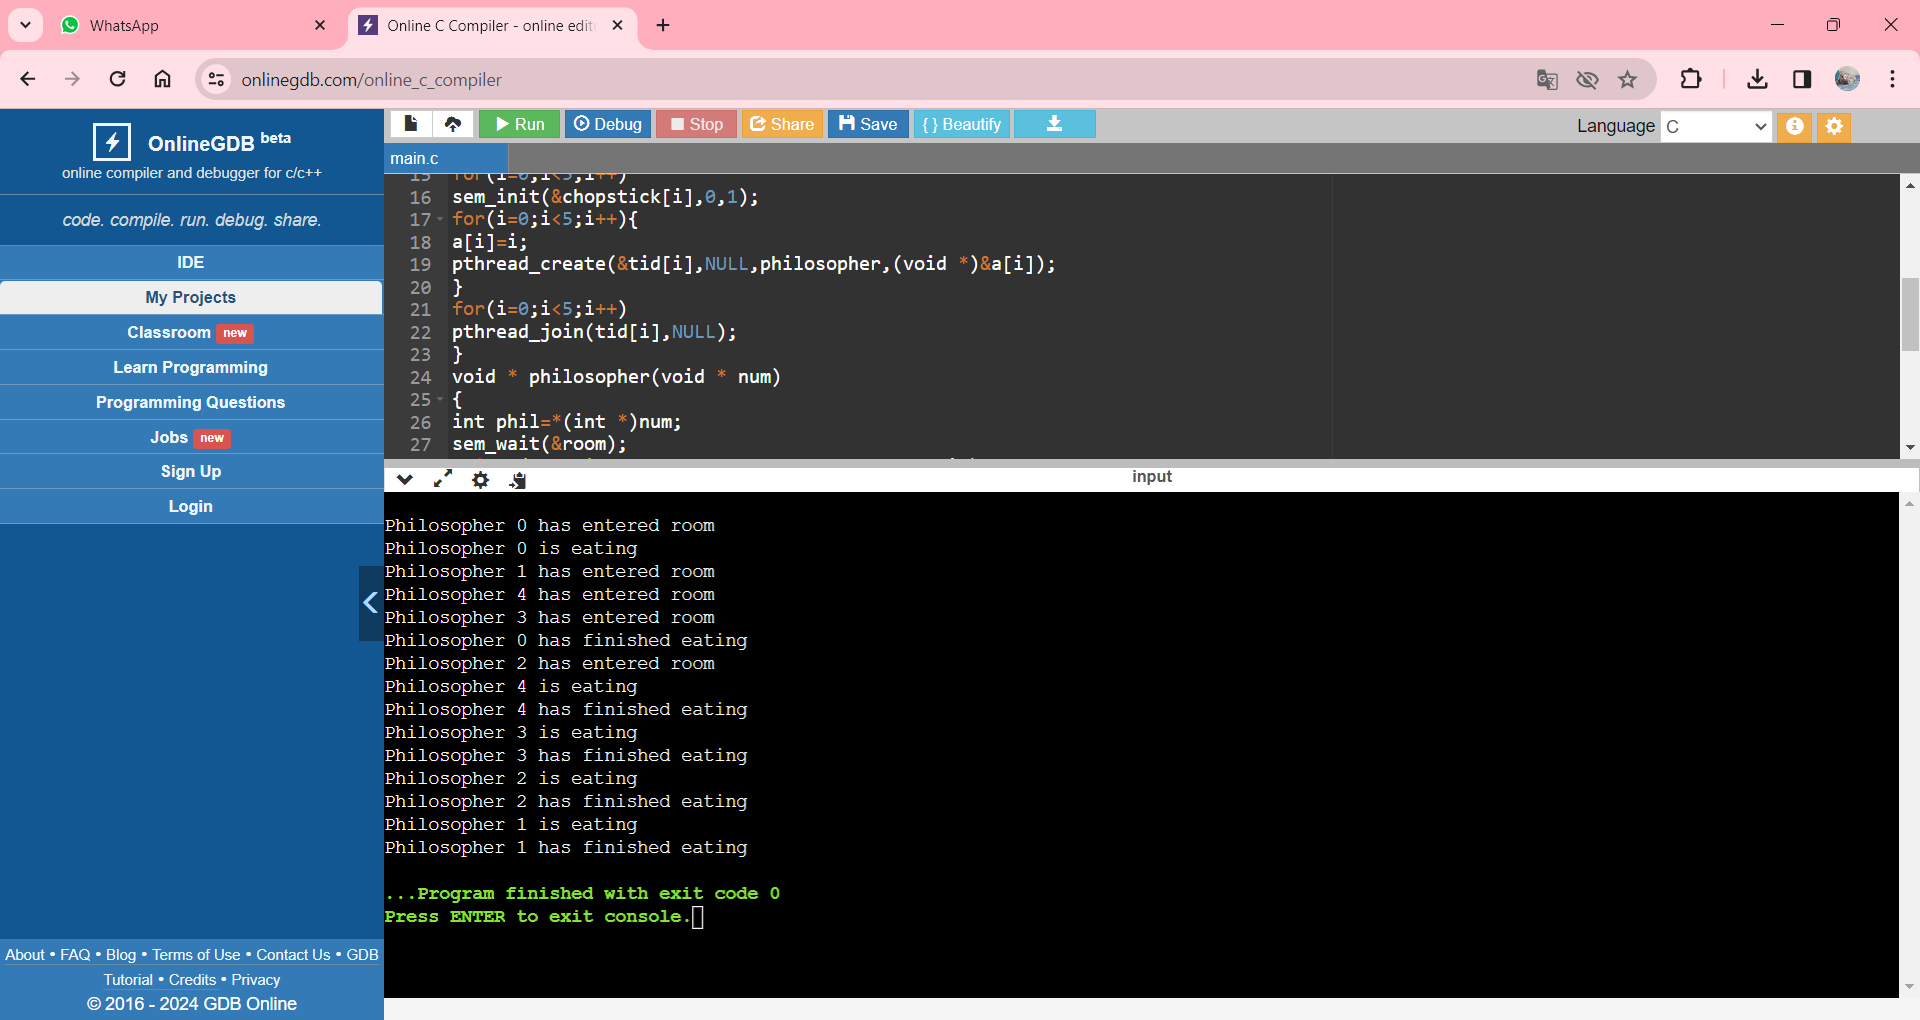 WhatsApp
Online C Compiler - online edit
onlinegdb.com/online_c_compiler
OnlineGDB beta
online compiler and debugger for c/c++
code. compile. run. debug. share.
IDE
My Projects
Classroom new
Learn Programming
Programming Questions
Jobs new
Sign Up
Login
About • FAQ • Blog • Terms of Use • Contact Us • GDB
Tutorial • Credits • Privacy
© 2016 - 2024 GDB Online
Run Debug Stop Share Save { } Beautify
Language C
main.c
15 for(i=0;i<5;i++)
16 sem_init(&chopstick[i],0,1);
17 for(i=0;i<5;i++){
18 a[i]=i;
19 pthread_create(&tid[i],NULL,philosopher,(void *)&a[i]);
20 }
21 for(i=0;i<5;i++)
22 pthread_join(tid[i],NULL);
23 }
24 void * philosopher(void * num)
25 {
26 int phil=*(int *)num;
27 sem_wait(&room);
input
Philosopher 0 has entered room
Philosopher 0 is eating
Philosopher 1 has entered room
Philosopher 4 has entered room
Philosopher 3 has entered room
Philosopher 0 has finished eating
Philosopher 2 has entered room
Philosopher 4 is eating
Philosopher 4 has finished eating
Philosopher 3 is eating
Philosopher 3 has finished eating
Philosopher 2 is eating
Philosopher 2 has finished eating
Philosopher 1 is eating
Philosopher 1 has finished eating
...Program finished with exit code 0
Press ENTER to exit console.